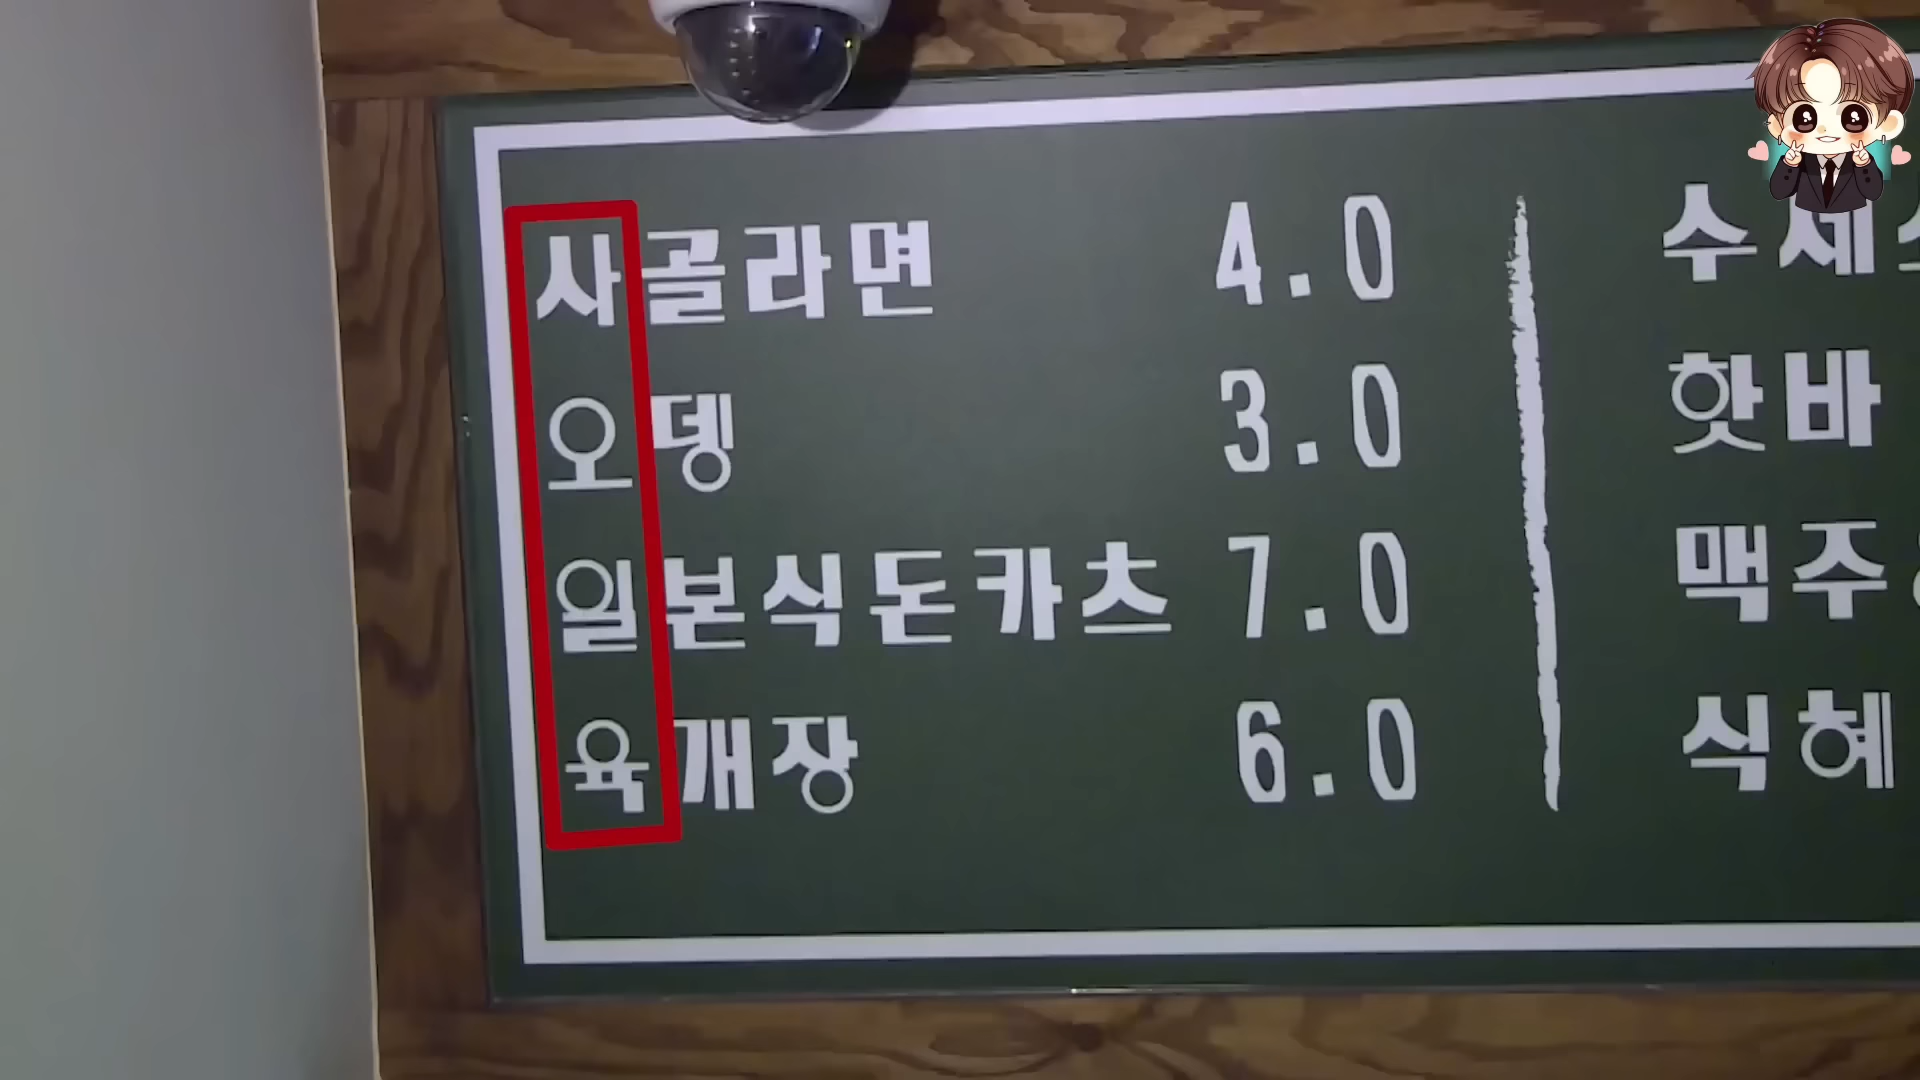 사골라면 4.0
오뎅 3.0
일본식돈카츠 7.0
육개장 6.0
수세
핫바
맥주
식혜